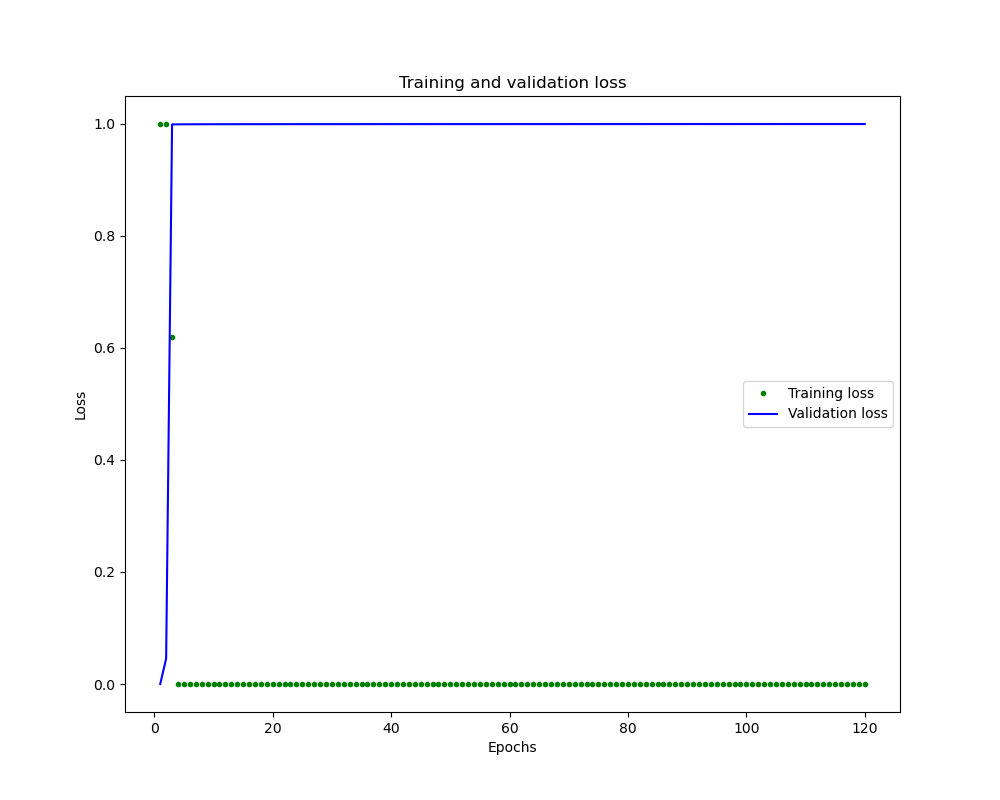 Training and validation loss
1.0
0.8
0.6
0.4
0.2
0.0
Loss
Training loss
Validation loss
0 20 40 60 80 100 120
Epochs